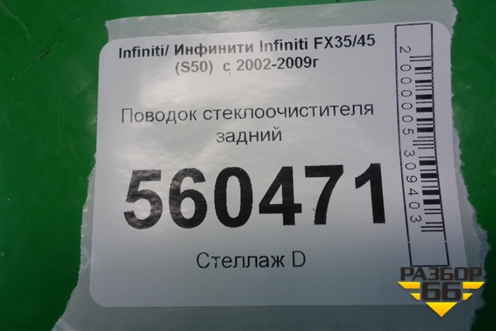 Infiniti/ Инфинити Infiniti FX35/45
(S50) с 2002-2009г
Поводок стеклоочистителя
задний
560471
Стеллаж D
2000005309403
РАЗБОР
66